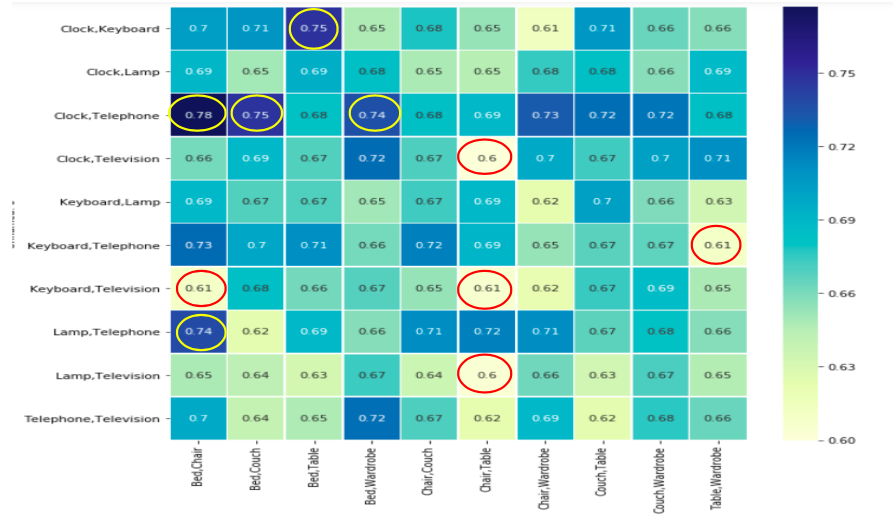 Clock,Keyboard 0.7 0.71 0.75 0.65 0.68 0.65 0.61 0.71 0.66 0.66
Clock,Lamp 0.69 0.65 0.69 0.68 0.65 0.65 0.68 0.68 0.66 0.69
Clock,Telephone 0.78 0.75 0.68 0.74 0.68 0.69 0.73 0.72 0.72 0.68
Clock,Television 0.66 0.69 0.67 0.72 0.67 0.6 0.7 0.67 0.7 0.71
Keyboard,Lamp 0.69 0.67 0.67 0.65 0.67 0.69 0.62 0.7 0.66 0.63
Keyboard,Telephone 0.73 0.7 0.71 0.66 0.72 0.69 0.65 0.67 0.67 0.61
Keyboard,Television 0.61 0.68 0.66 0.67 0.65 0.61 0.62 0.67 0.69 0.65
Lamp,Telephone 0.74 0.62 0.69 0.66 0.71 0.72 0.71 0.67 0.68 0.66
Lamp,Television 0.65 0.64 0.63 0.67 0.64 0.6 0.66 0.63 0.67 0.65
Telephone,Television 0.7 0.64 0.65 0.72 0.67 0.62 0.69 0.62 0.68 0.66
Bed,Chair
Bed,Couch
Bed,Table
Bed,Wardrobe
Chair,Couch
Chair,Table
Chair,Wardrobe
Couch,Table
Couch,Wardrobe
Table,Wardrobe
0.75
0.72
0.69
0.66
0.63
0.60